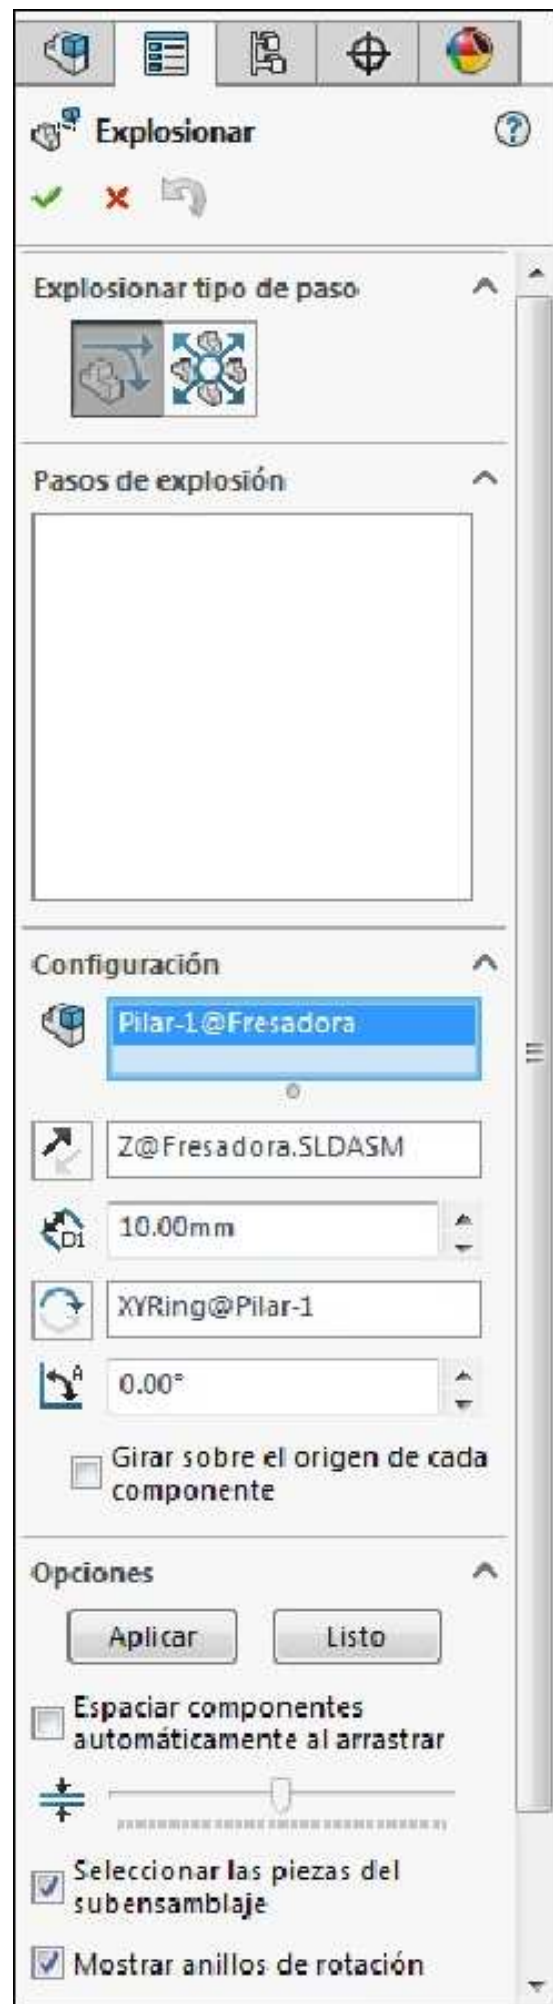 Explosionar
?
Explosionar tipo de paso
Pasos de explosión
Configuración
Pilar-1@Fresadora
Z@Fresadora.SLDASM
D1
10.00mm
XYRing@Pilar-1
A
0.00°
Girar sobre el origen de cada
componente
Opciones
Aplicar
Listo
Espaciar componentes
automáticamente al arrastrar
Seleccionar las piezas del
subensamblaje
Mostrar anillos de rotación